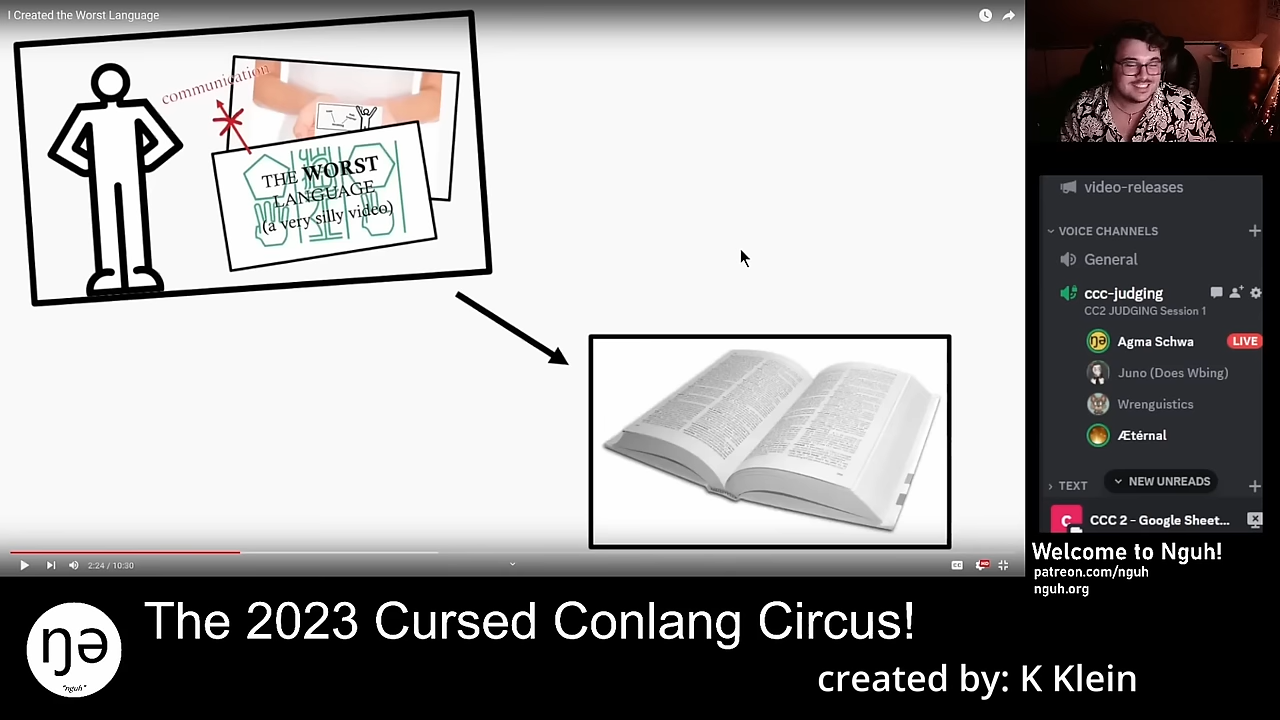 I Created the Worst Language
communication
THE WORST
LANGUAGE
(a very silly video)
2:24 / 10:30
CC
HD
video-releases
VOICE CHANNELS
General
ccc-judging
CC2 JUDGING Session 1
ŋə
Agma Schwa
LIVE
Juno (Does Wbing)
Wrenguistics
Ætérnal
TEXT
NEW UNREADS
C
CCC 2 - Google Sheet...
Welcome to Nguh!
patreon.com/nguh
nguh.org
ŋə
"nguh"
The 2023 Cursed Conlang Circus!
created by: K Klein